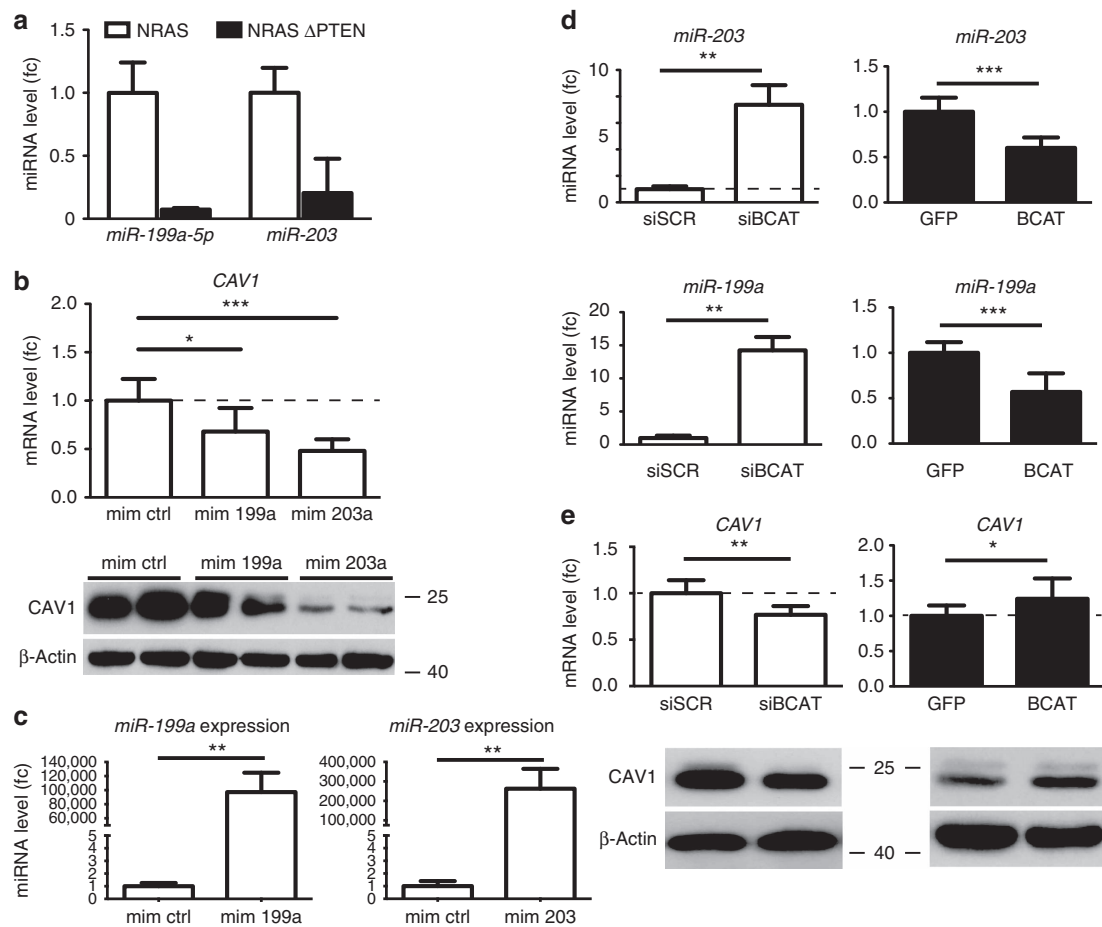 a
NRAS
NRAS ΔPTEN
miRNA level (fc)
1.5
1.0
0.5
0
miR-199a-5p
miR-203
b
CAV1
mRNA level (fc)
2.0
1.5
1.0
0.5
0.0
***
*
mim ctrl
mim 199a
mim 203a
mim ctrl
mim 199a
mim 203a
CAV1
25
β-Actin
40
c
miR-199a expression
miRNA level (fc)
140,000
120,000
100,000
80,000
60,000
5
4
3
2
1
0
**
mim ctrl
mim 199a
miR-203 expression
400,000
300,000
200,000
100,000
5
4
3
2
1
0
**
mim ctrl
mim 203
d
miR-203
miRNA level (fc)
10
5
2
0
**
siSCR
siBCAT
miR-203
1.5
1.0
0.5
0.0
***
GFP
BCAT
miR-199a
miRNA level (fc)
20
15
10
5
0
**
siSCR
siBCAT
miR-199a
1.5
1.0
0.5
0.0
***
GFP
BCAT
e
CAV1
mRNA level (fc)
1.5
1.0
0.5
0.0
**
siSCR
siBCAT
CAV1
2.0
1.5
1.0
0.5
0.0
*
GFP
BCAT
CAV1
25
β-Actin
40